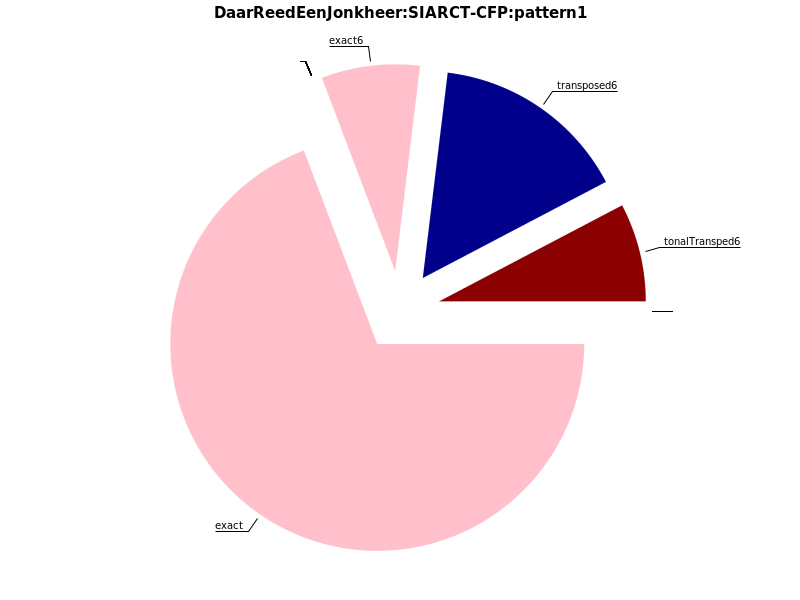 DaarReedEenJonkheer:SIARCT-CFP:pattern1
exact6
transposed6
tonalTransped6
exact